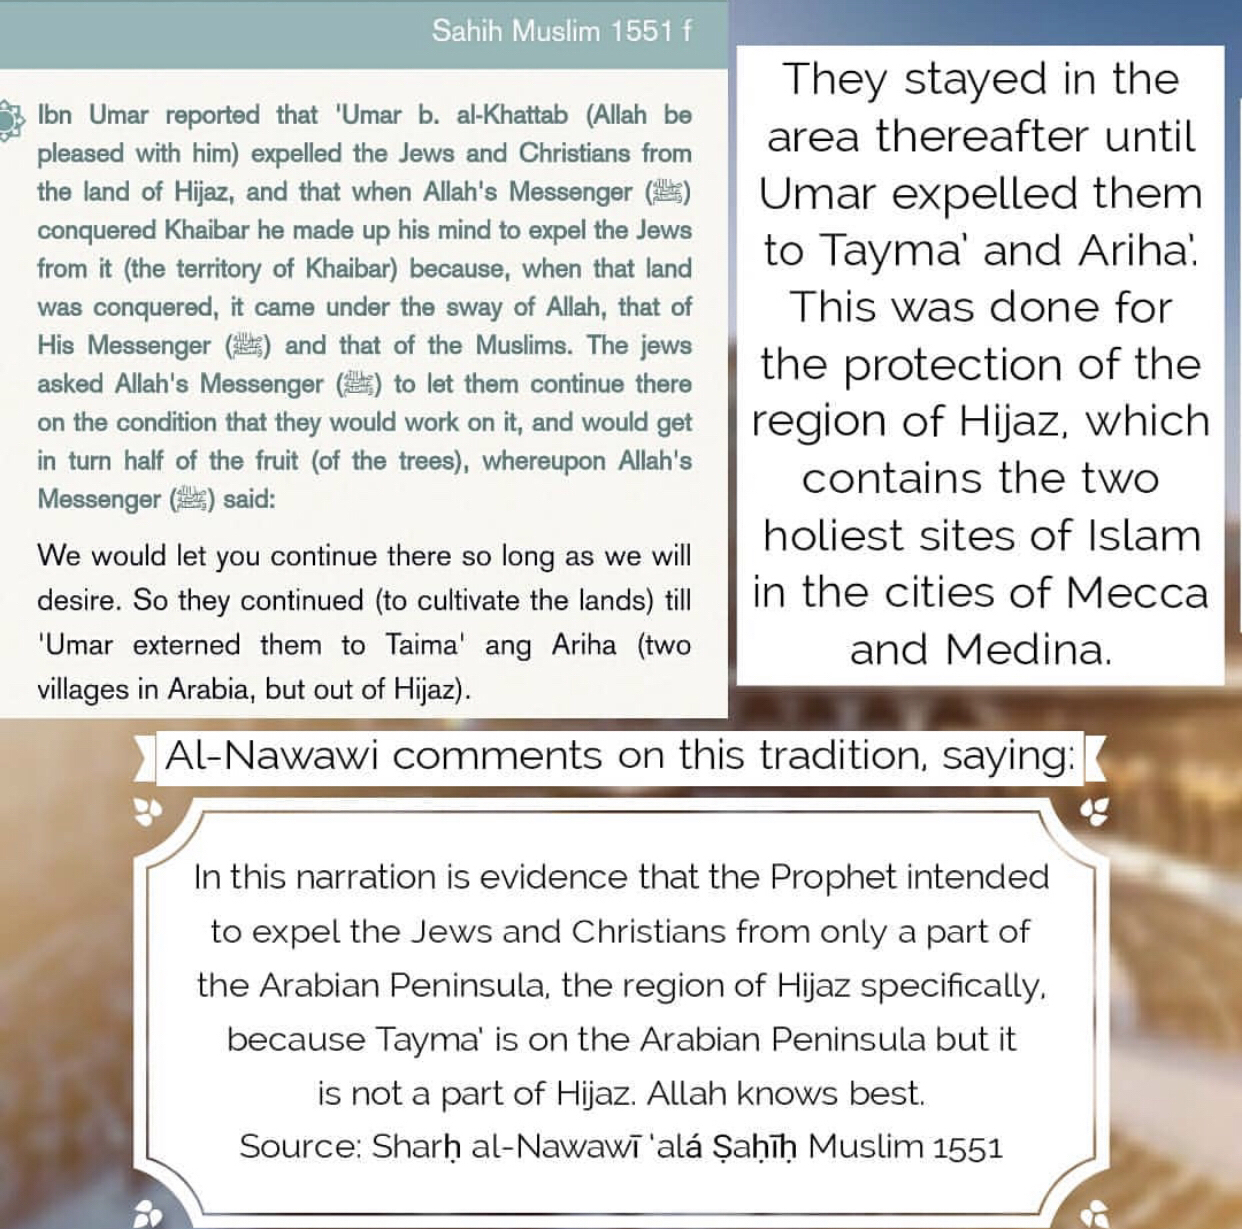 Sahih Muslim 1551 f
Ibn Umar reported that 'Umar b. al-Khattab (Allah be
pleased with him) expelled the Jews and Christians from
the land of Hijaz, and that when Allah's Messenger (ﷺ)
conquered Khaibar he made up his mind to expel the Jews
from it (the territory of Khaibar) because, when that land
was conquered, it came under the sway of Allah, that of
His Messenger (ﷺ) and that of the Muslims. The jews
asked Allah's Messenger (ﷺ) to let them continue there
on the condition that they would work on it, and would get
in turn half of the fruit (of the trees), whereupon Allah's
Messenger (ﷺ) said:
We would let you continue there so long as we will
desire. So they continued (to cultivate the lands) till
'Umar externed them to Taima' ang Ariha (two
villages in Arabia, but out of Hijaz).
They stayed in the
area thereafter until
Umar expelled them
to Tayma' and Ariha'.
This was done for
the protection of the
region of Hijaz, which
contains the two
holiest sites of Islam
in the cities of Mecca
and Medina.
Al-Nawawi comments on this tradition, saying:
In this narration is evidence that the Prophet intended
to expel the Jews and Christians from only a part of
the Arabian Peninsula, the region of Hijaz specifically,
because Tayma' is on the Arabian Peninsula but it
is not a part of Hijaz. Allah knows best.
Source: Sharḥ al-Nawawī 'alá Ṣaḥīḥ Muslim 1551